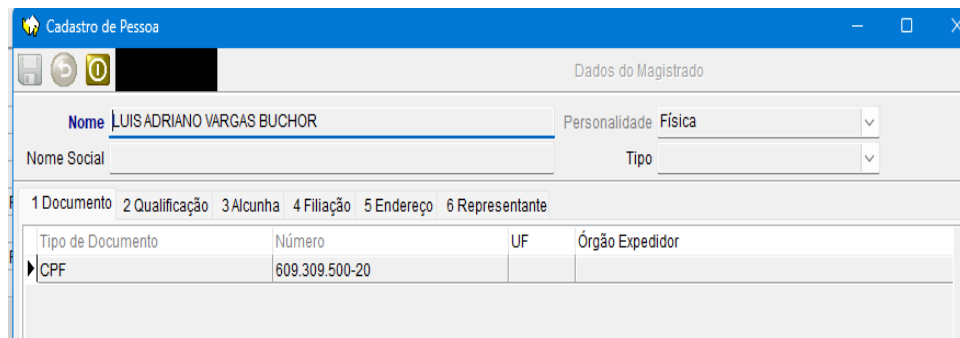 Cadastro de Pessoa
Dados do Magistrado
Nome LUIS ADRIANO VARGAS BUCHOR Personalidade Física
Nome Social Tipo
1 Documento 2 Qualificação 3 Alcunha 4 Filiação 5 Endereço 6 Representante
Tipo de Documento Número UF Órgão Expedidor
CPF 609.309.500-20